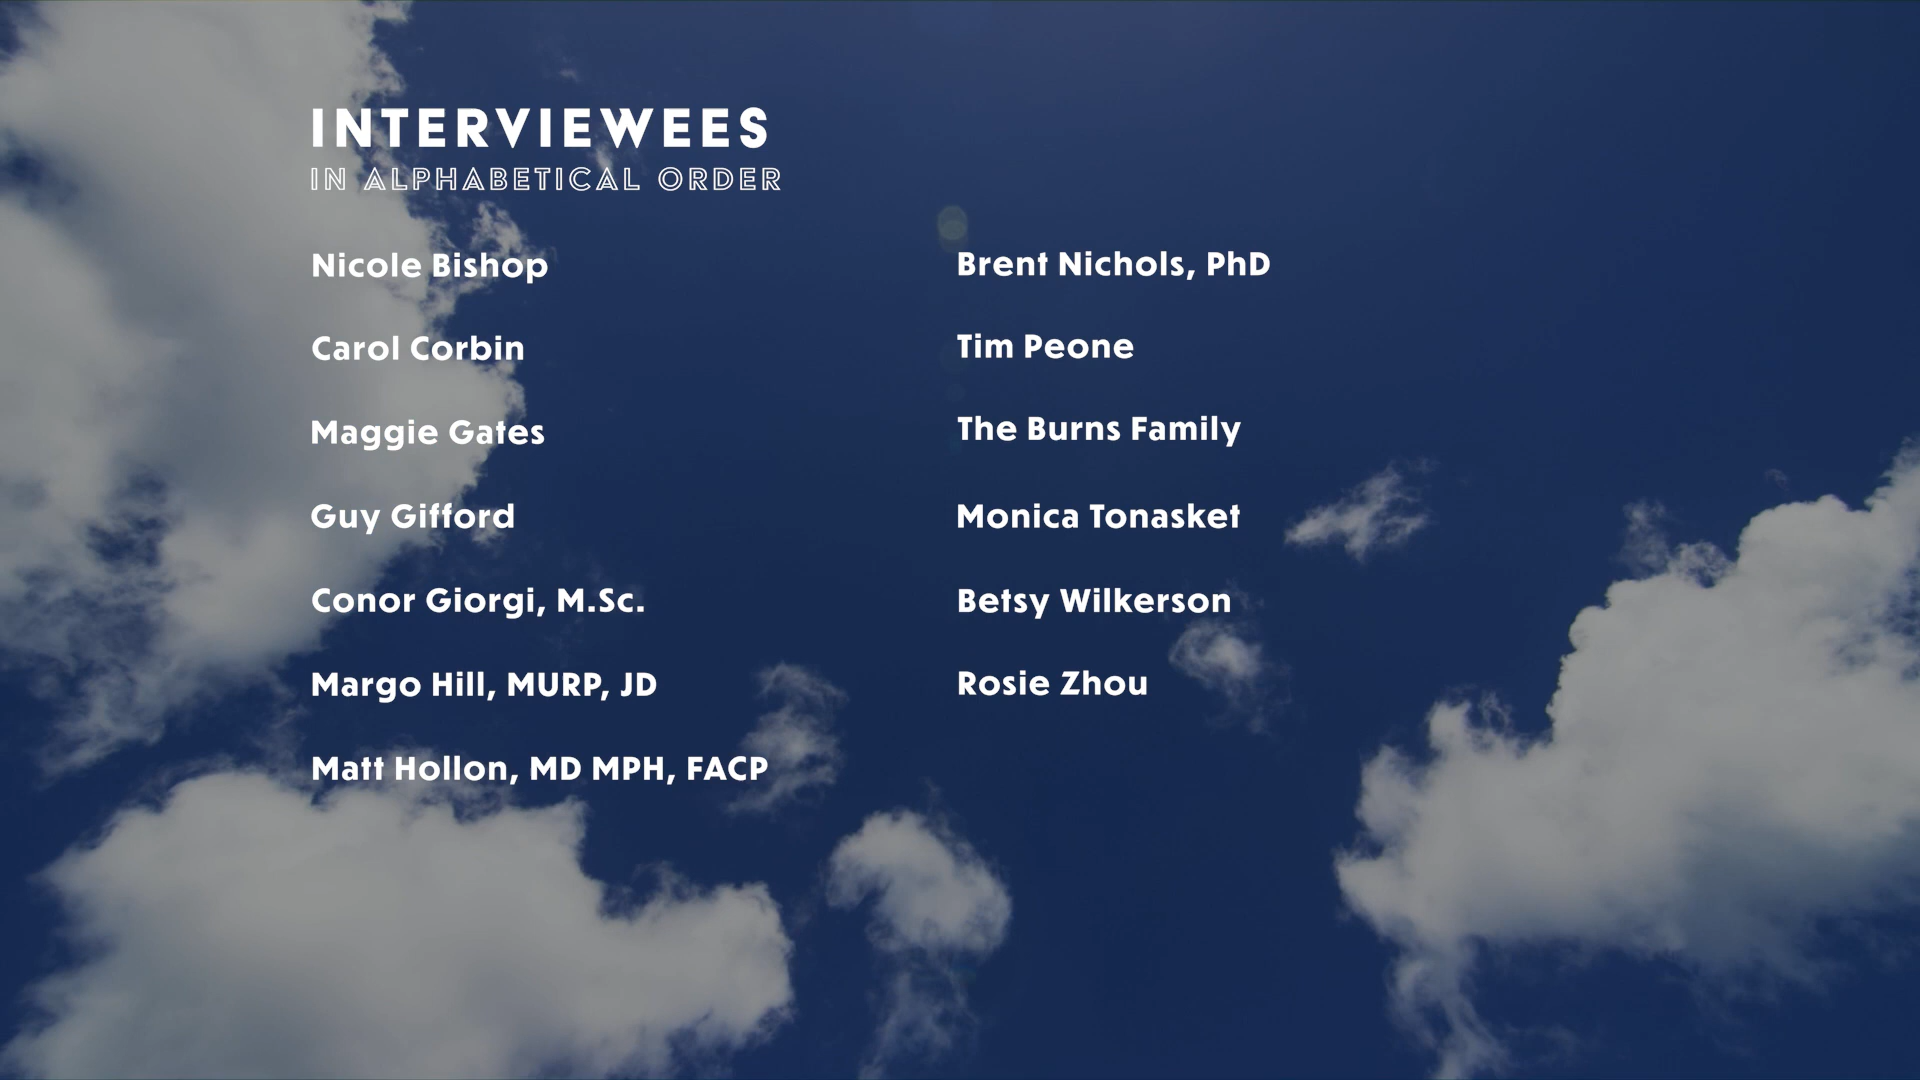 INTERVIEWEES
IN ALPHABETICAL ORDER
Nicole Bishop
Carol Corbin
Maggie Gates
Guy Gifford
Conor Giorgi, M.Sc.
Margo Hill, MURP, JD
Matt Hollon, MD MPH, FACP
Brent Nichols, PhD
Tim Peone
The Burns Family
Monica Tonasket
Betsy Wilkerson
Rosie Zhou